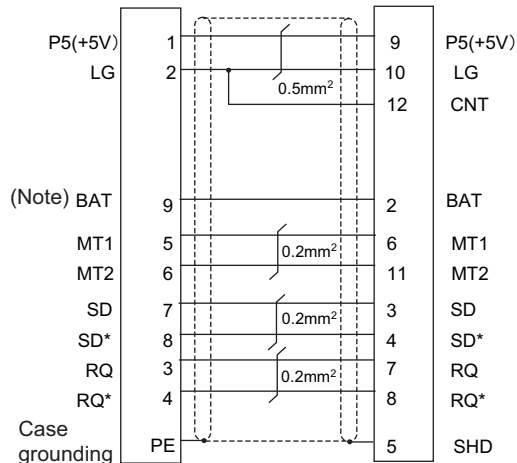 P5(+5V) 1 9 P5(+5V)
LG 2 10 LG
0.5mm²
12 CNT
(Note) BAT 9 2 BAT
MT1 5 6 MT1
0.2mm²
MT2 6 11 MT2
SD 7 3 SD
0.2mm²
SD* 8 4 SD*
RQ 3 7 RQ
0.2mm²
RQ* 4 8 RQ*
Case
grounding PE 5 SHD